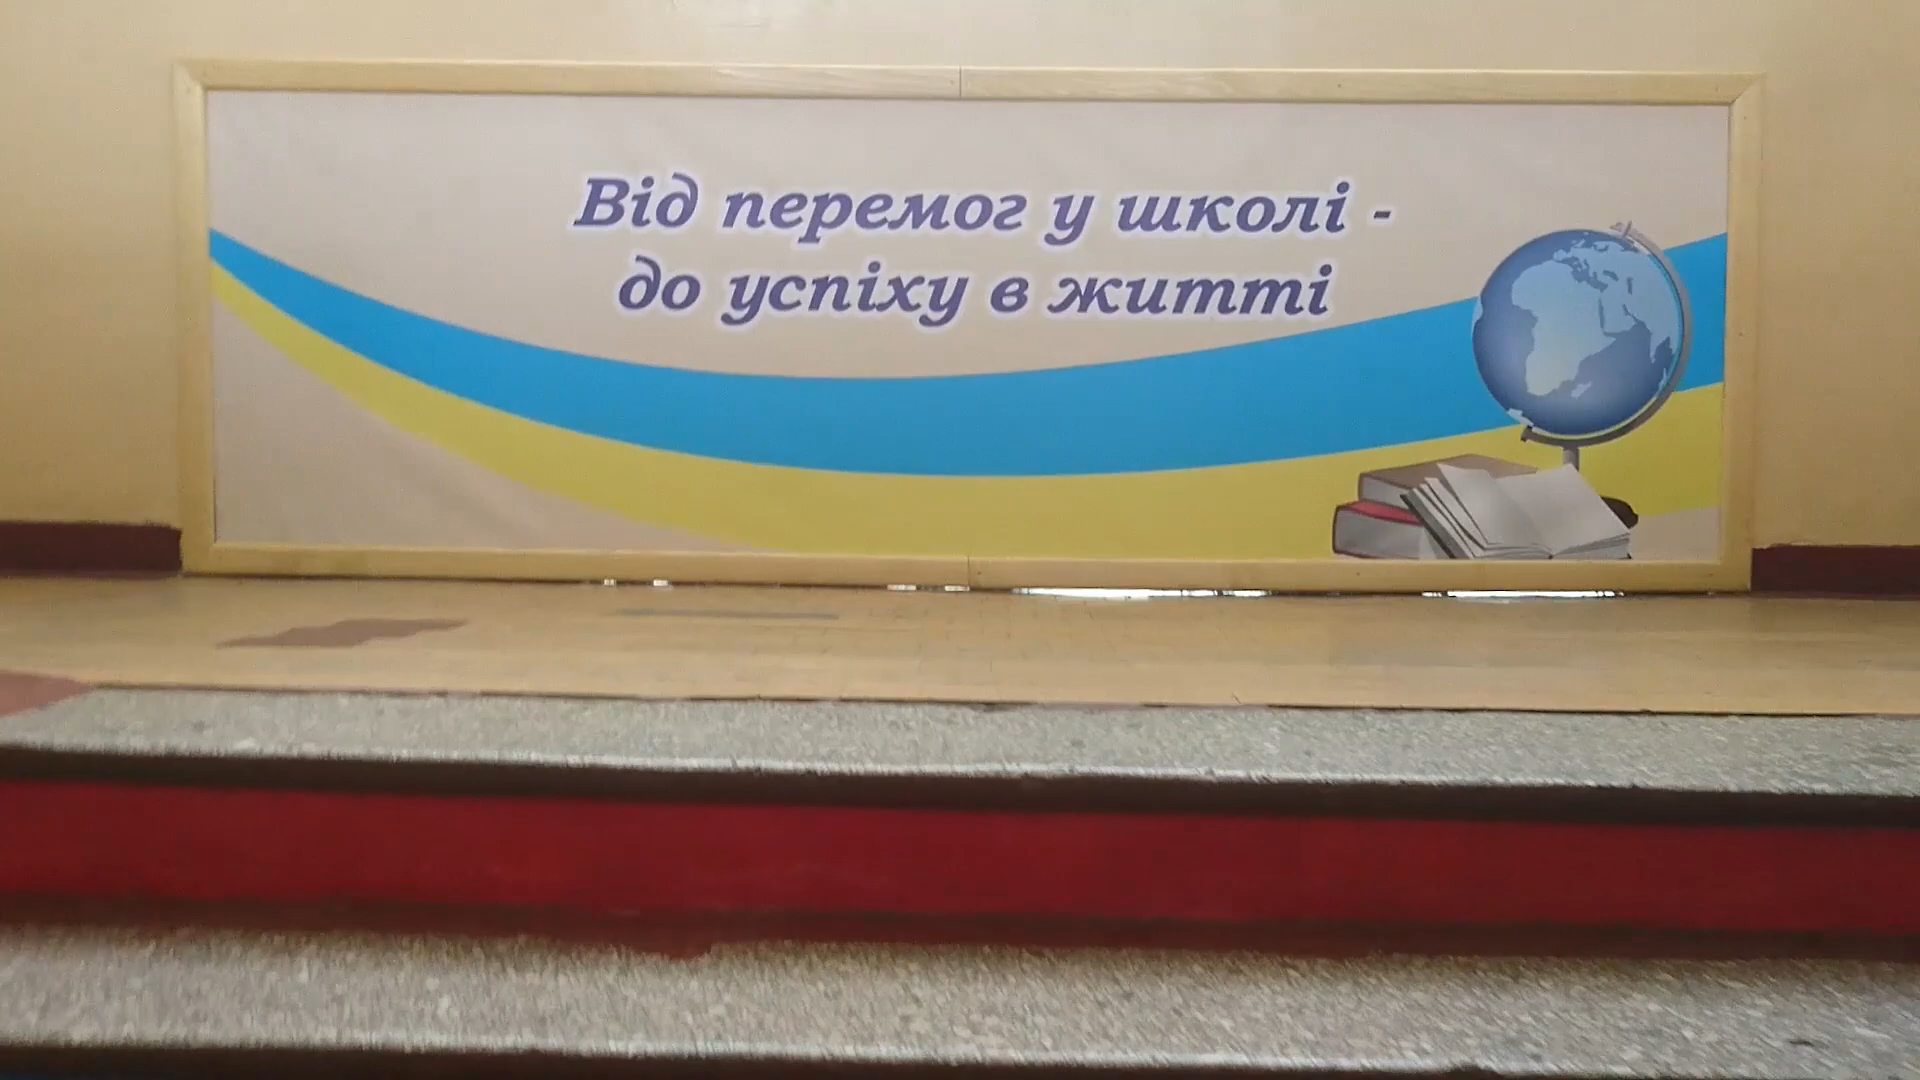 Від перемог у школі -
до успіху в житті